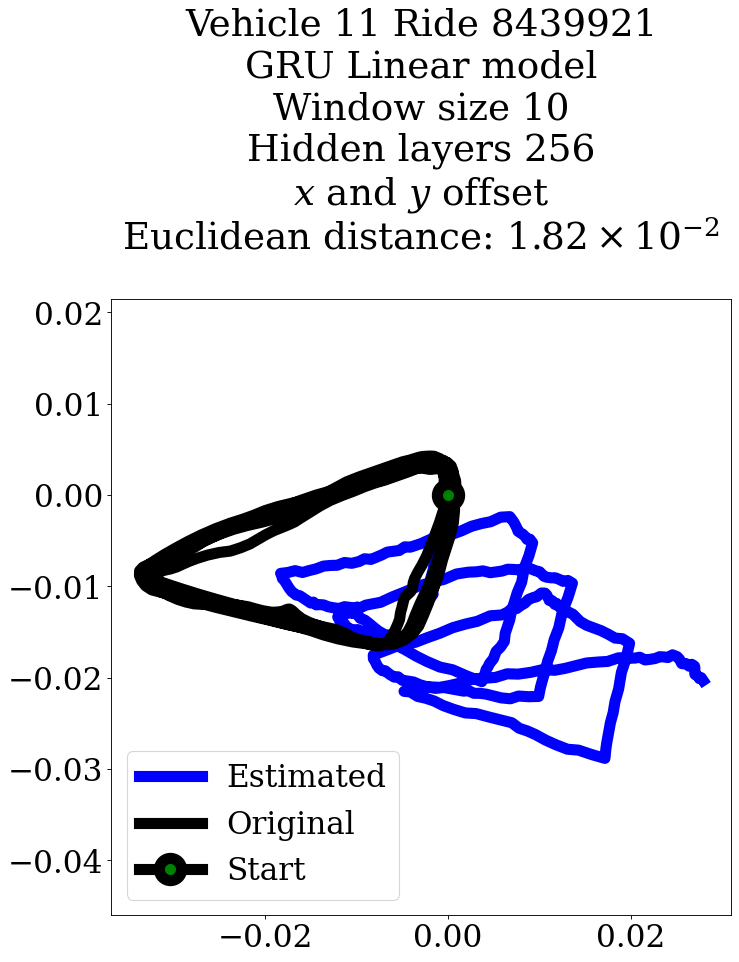 Vehicle 11 Ride 8439921
GRU Linear model
Window size 10
Hidden layers 256
x and y offset
Euclidean distance: 1.82 × 10⁻²
0.02
0.01
0.00
−0.01
−0.02
−0.03
−0.04
Estimated
Original
Start
−0.02 0.00 0.02